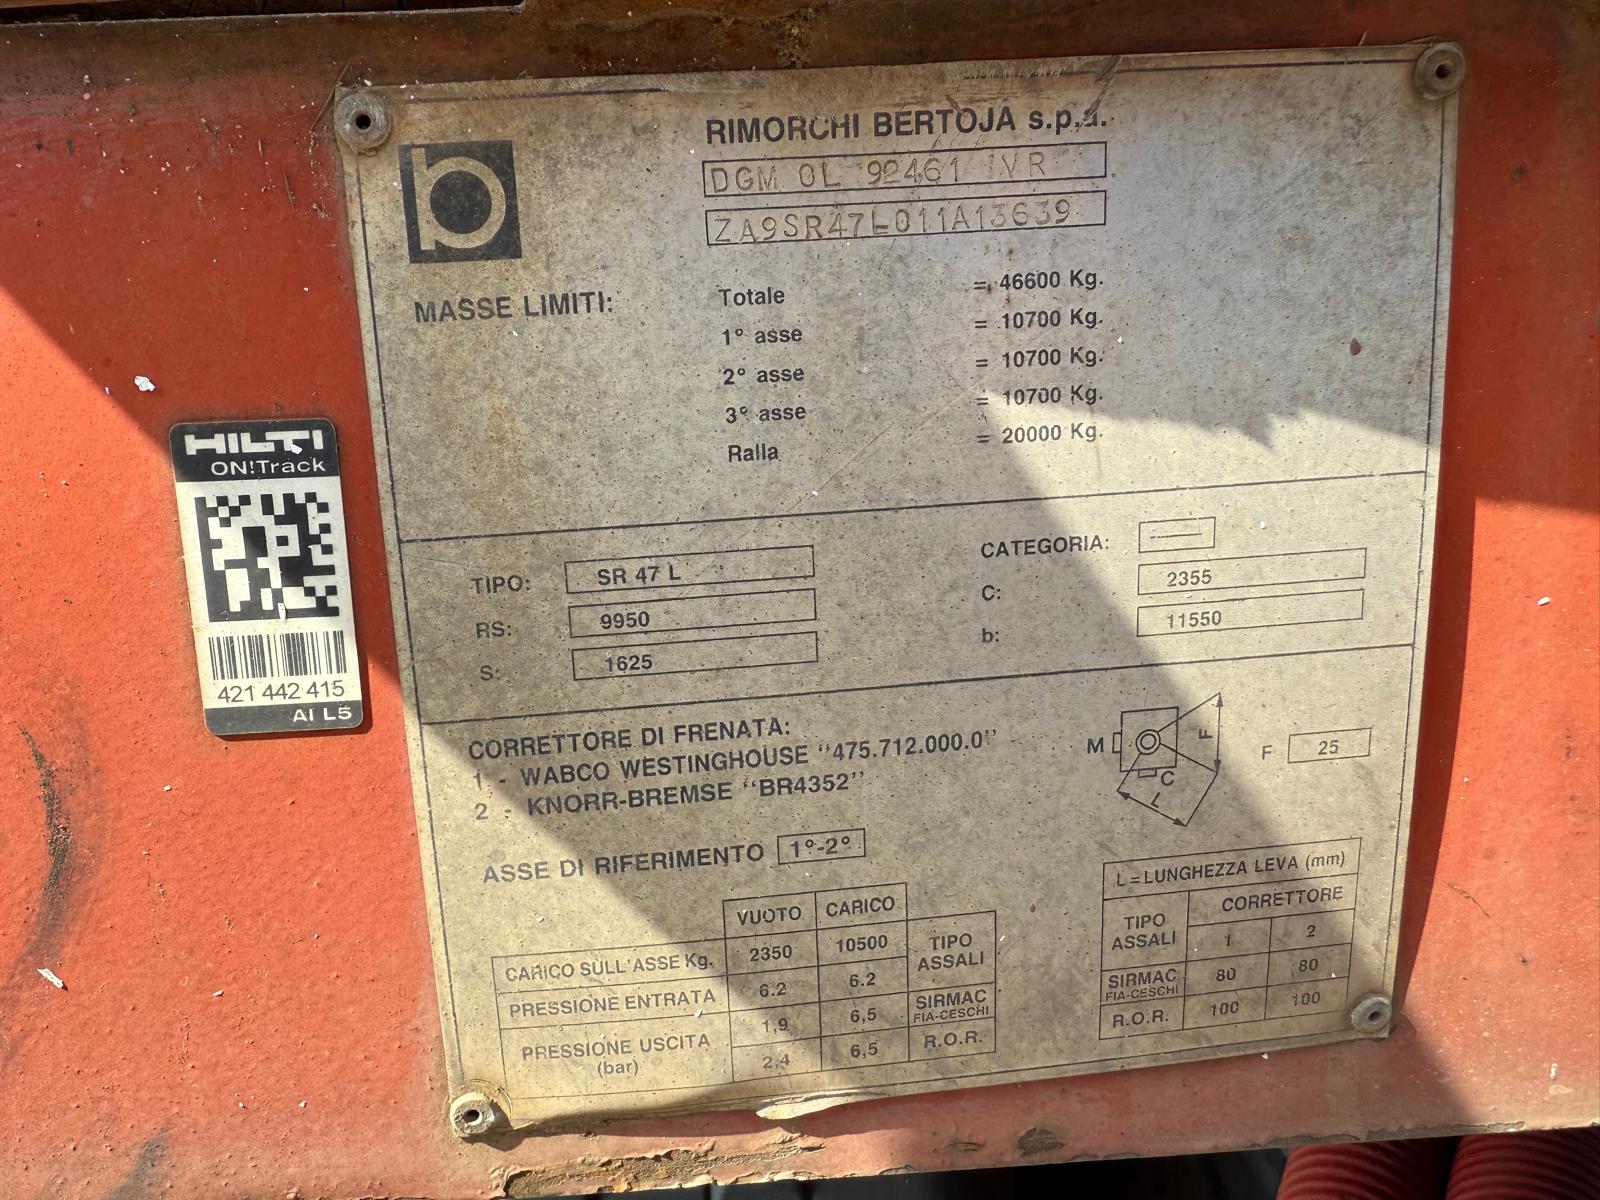 RIMORCHI BERTOJA s.p.a.
DGM OL 92461 IVR
ZA9SR47L011A13639
b
MASSE LIMITI:
Totale = 46600 Kg.
1° asse = 10700 Kg.
2° asse = 10700 Kg.
3° asse = 10700 Kg.
Ralla = 20000 Kg.
HILTI
ON!Track
421 442 415
AI L5
TIPO: SR 47 L
CATEGORIA: —
RS: 9950
C: 2355
S: 1625
b: 11550
CORRETTORE DI FRENATA:
1 - WABCO WESTINGHOUSE "475.712.000.0"
2 - KNORR-BREMSE "BR4352"
M
F
C
L
F 25
ASSE DI RIFERIMENTO 1°-2°
VUOTO CARICO
CARICO SULL'ASSE Kg. 2350 10500 TIPO ASSALI
PRESSIONE ENTRATA 6.2 6.2
PRESSIONE USCITA (bar) 1,9 6,5 SIRMAC FIA-CESCHI
2,4 6,5 R.O.R.
L=LUNGHEZZA LEVA (mm)
TIPO ASSALI CORRETTORE
1 2
SIRMAC FIA-CESCHI 80 80
R.O.R. 100 100